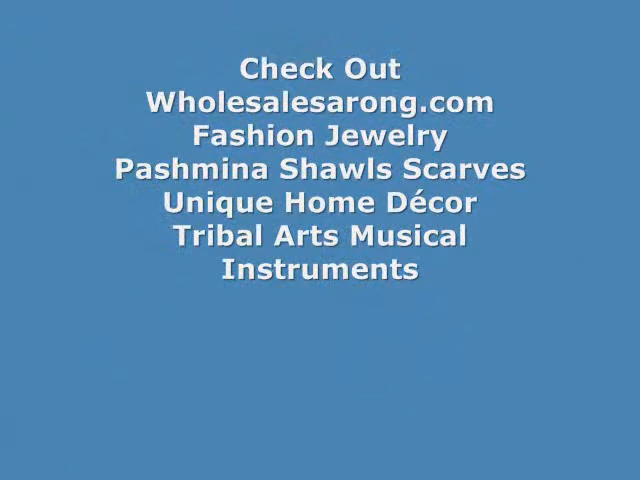 Check Out
Wholesalesarong.com
Fashion Jewelry
Pashmina Shawls Scarves
Unique Home Décor
Tribal Arts Musical
Instruments